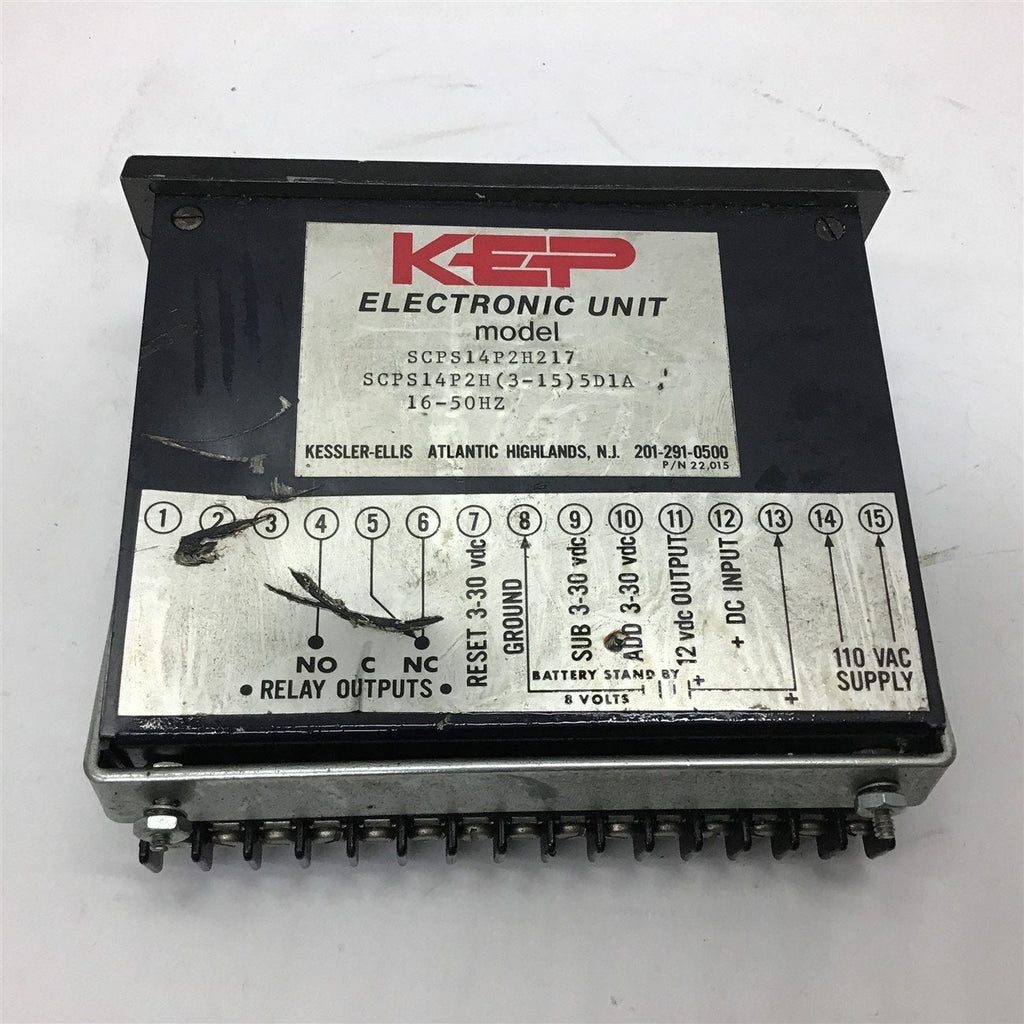 KEP
ELECTRONIC UNIT
model
SCPS14P2H217
SCPS14P2H(3-15)5D1A
16-50HZ
KESSLER-ELLIS ATLANTIC HIGHLANDS, N.J. 201-291-0500
P/N 22,015
1 2 3 4 5 6 7 8 9 10 11 12 13 14 15
NO C NC
• RELAY OUTPUTS •
RESET 3-30 vdc
GROUND
SUB 3-30 vdc
ADD 3-30 vdc
12 vdc OUTPUT
+ DC INPUT
BATTERY STAND BY
8 VOLTS
+
+
110 VAC
SUPPLY